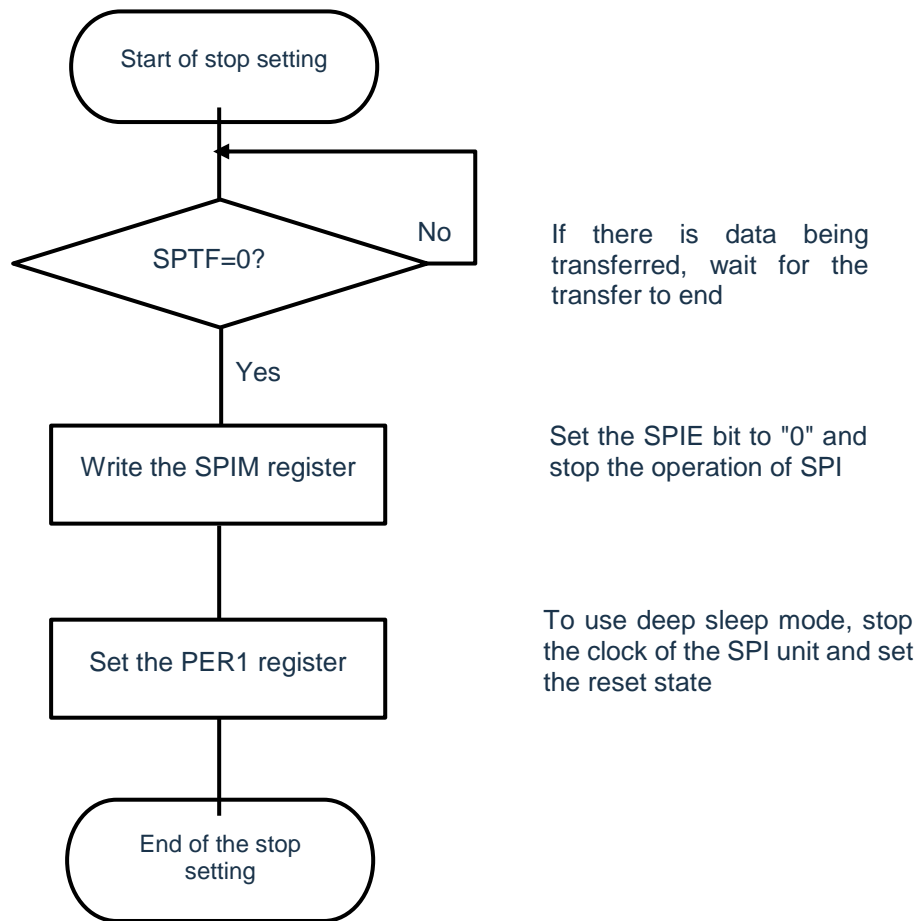 Start of stop setting
No
SPTF=0?
If there is data being
transferred, wait for the
transfer to end
Yes
Write the SPIM register
Set the SPIE bit to "0" and
stop the operation of SPI
Set the PER1 register
To use deep sleep mode, stop
the clock of the SPI unit and set
the reset state
End of the stop
setting